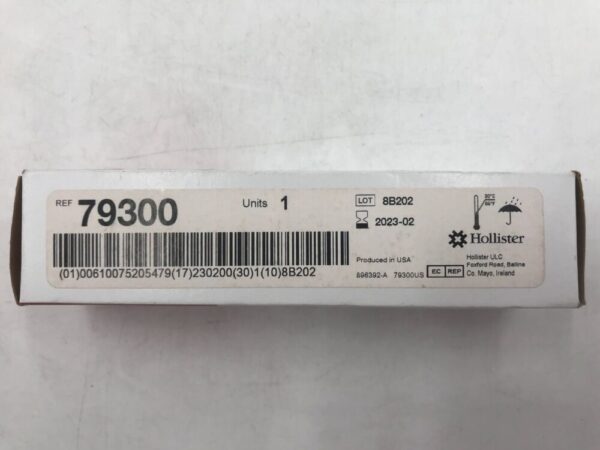 REF 79300
Units 1
LOT 8B202
2023-02
Hollister
(01)00610075205479(17)230200(30)1(10)8B202
Produced in USA
896392-A 79300US
EC REP
Hollister ULC
Foxford Road, Ballina
Co. Mayo, Ireland